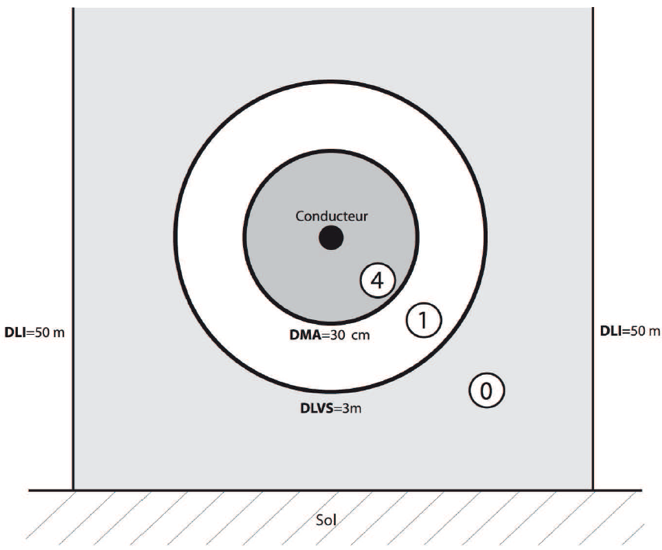 Conducteur
4
DMA=30 cm
1
DLI=50 m
DLI=50 m
0
DLVS=3m
Sol